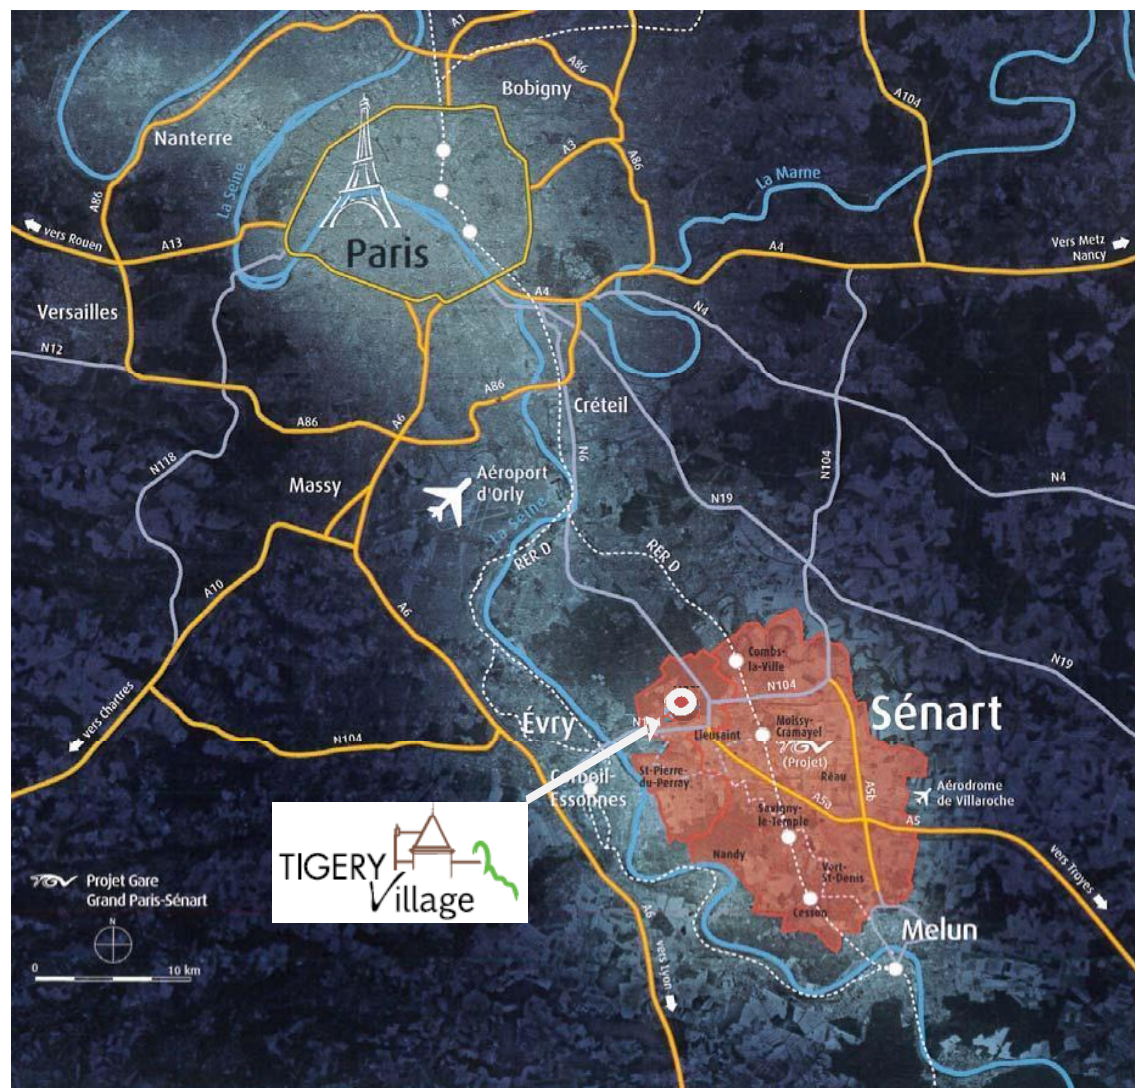 A1
A86
Bobigny
A104
Nanterre
A3
A86
A86
La Seine
La Marne
vers Rouen
A13
Paris
A4
Vers Metz
Nancy
Versailles
A4
N4
N12
A86
Créteil
A6
A86
N118
N6
N104
Massy
Aéroport
d'Orly
N19
N4
La Seine
RER D
RER D
A10
A6
Combs-
la-Ville
N19
N104
vers Chartres
Évry
Sénart
Lieusaint
Moissy-
Cramayel
TGV
(Projet)
N104
St-Pierre-
du-Perray
Réau
Corbeil-
Essonnes
A5b
A5a
Aérodrome
de Villaroche
Savigny-
le-Temple
A5
TIGERY
Village
Nandy
Vert-
St-Denis
vers Troyes
TGV Projet Gare
Grand Paris-Sénart
N
Cesson
A6
Melun
0 10 km
vers Lyon